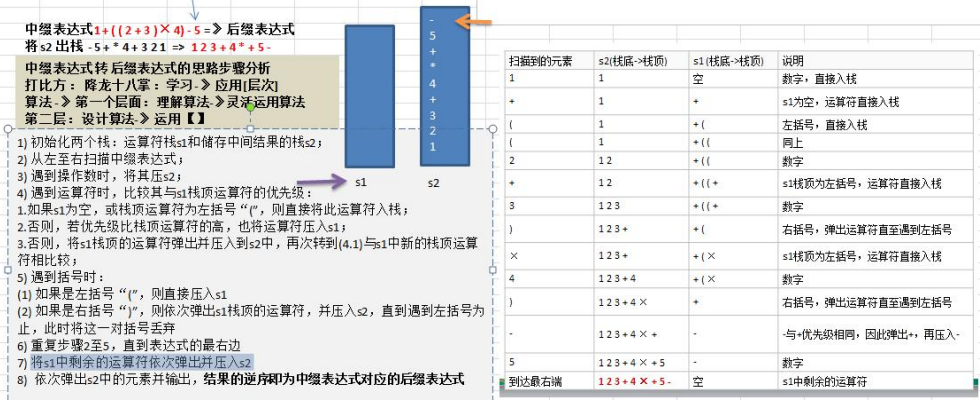 中缀表达式1+((2+3)×4)-5=》后缀表达式
将s2出栈 -5+*4+321 => 123+4*+5-
中缀表达式转后缀表达式的思路步骤分析
打比方：降龙十八掌：学习-》应用[层次]
算法-》第一个层面：理解算法-》灵活运用算法
第二层：设计算法-》运用【】
1) 初始化两个栈：运算符栈s1和储存中间结果的栈s2；
2) 从左至右扫描中缀表达式；
3) 遇到操作数时，将其压s2；
4) 遇到运算符时，比较其与s1栈顶运算符的优先级：
1.如果s1为空，或栈顶运算符为左括号“(”，则直接将此运算符入栈；
2.否则，若优先级比栈顶运算符的高，也将运算符压入s1；
3.否则，将s1栈顶的运算符弹出并压入到s2中，再次转到(4.1)与s1中新的栈顶运算
符相比较；
5) 遇到括号时：
(1) 如果是左括号“(”，则直接压入s1
(2) 如果是右括号“)”，则依次弹出s1栈顶的运算符，并压入s2，直到遇到左括号为
止，此时将这一对括号丢弃
6) 重复步骤2至5，直到表达式的最右边
7) 将s1中剩余的运算符依次弹出并压入s2
8) 依次弹出s2中的元素并输出，结果的逆序即为中缀表达式对应的后缀表达式
s1
-
5
+
*
4
+
3
2
1
s2
扫描到的元素 s2(栈底->栈顶) s1 (栈底->栈顶) 说明
1 1 空 数字，直接入栈
+ 1 + s1为空，运算符直接入栈
( 1 + ( 左括号，直接入栈
( 1 + ( ( 同上
2 1 2 + ( ( 数字
+ 1 2 + ( ( + s1栈顶为左括号，运算符直接入栈
3 1 2 3 + ( ( + 数字
) 1 2 3 + + ( 右括号，弹出运算符直至遇到左括号
× 1 2 3 + + ( × s1栈顶为左括号，运算符直接入栈
4 1 2 3 + 4 + ( × 数字
) 1 2 3 + 4 × + 右括号，弹出运算符直至遇到左括号
- 1 2 3 + 4 × + - -与+优先级相同，因此弹出+，再压入-
5 1 2 3 + 4 × + 5 - 数字
到达最右端 1 2 3 + 4 × + 5 - 空 s1中剩余的运算符